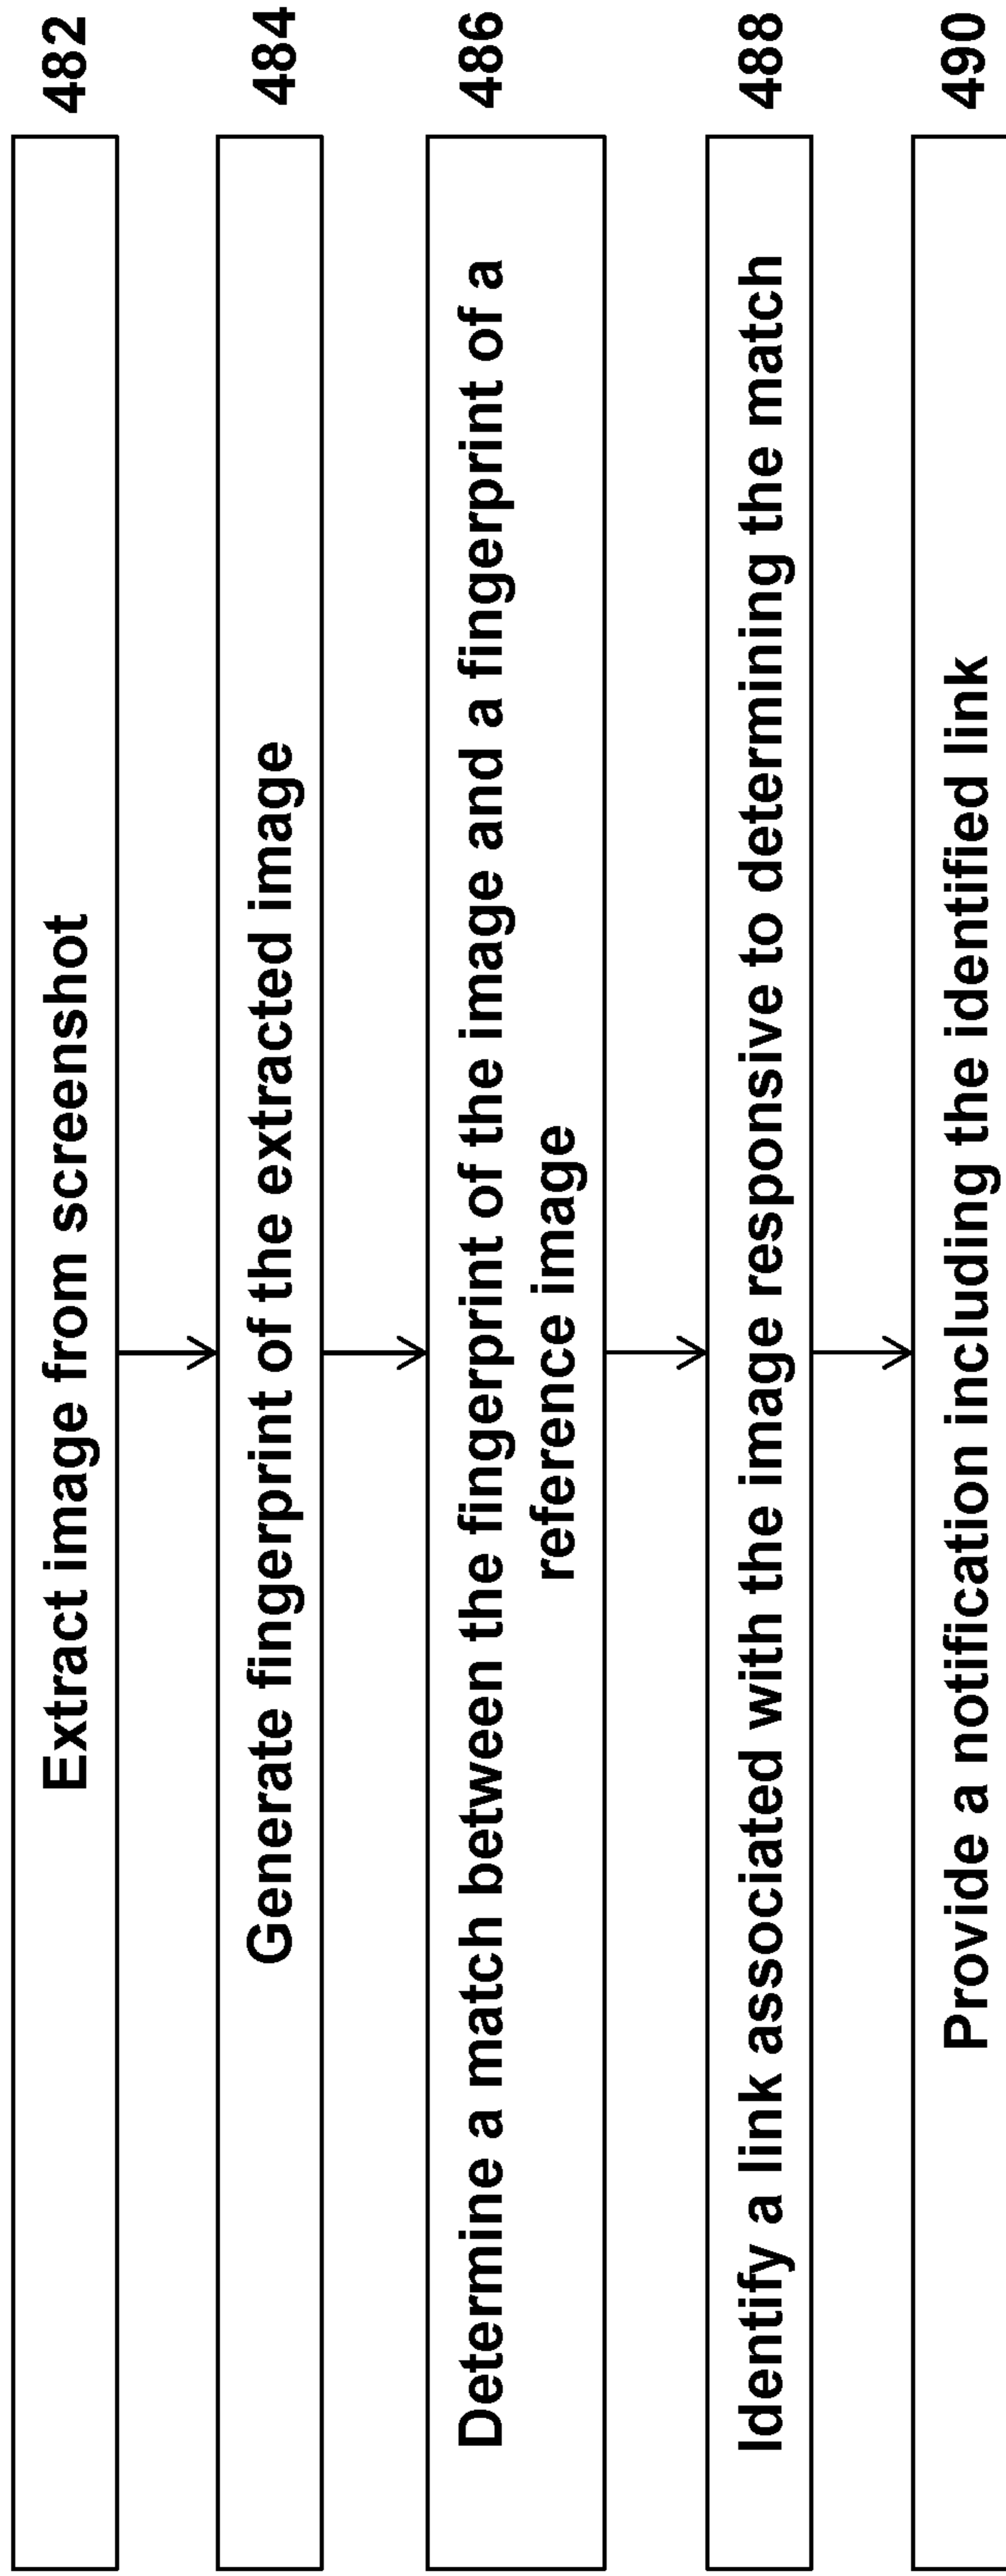 Extract image from screenshot 482
Generate fingerprint of the extracted image 484
Determine a match between the fingerprint of the image and a fingerprint of a 486
reference image
Identify a link associated with the image responsive to determining the match 488
Provide a notification including the identified link 490